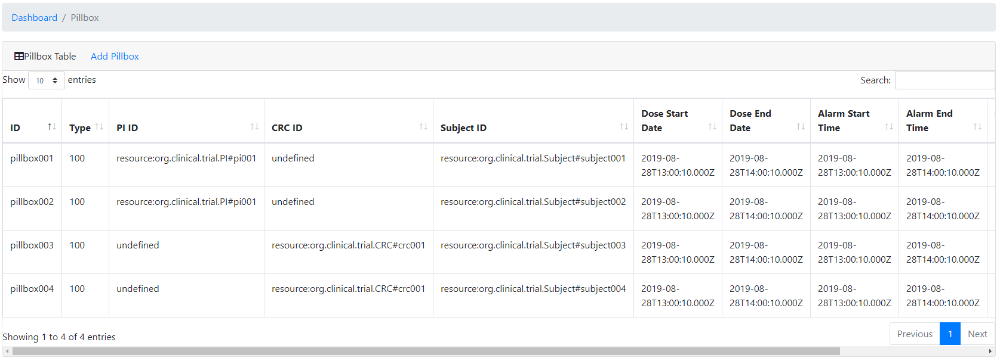 Dashboard / Pillbox
Pillbox Table Add Pillbox
Show 10 entries Search:
ID Type PI ID CRC ID Subject ID Dose Start Date Dose End Date Alarm Start Time Alarm End Time
pillbox001 100 resource:org.clinical.trial.PI#pi001 undefined resource:org.clinical.trial.Subject#subject001 2019-08-28T13:00:10.000Z 2019-08-28T14:00:10.000Z 2019-08-28T13:00:10.000Z 2019-08-28T14:00:10.000Z
pillbox002 100 resource:org.clinical.trial.PI#pi001 undefined resource:org.clinical.trial.Subject#subject002 2019-08-28T13:00:10.000Z 2019-08-28T14:00:10.000Z 2019-08-28T13:00:10.000Z 2019-08-28T14:00:10.000Z
pillbox003 100 undefined resource:org.clinical.trial.CRC#crc001 resource:org.clinical.trial.Subject#subject003 2019-08-28T13:00:10.000Z 2019-08-28T14:00:10.000Z 2019-08-28T13:00:10.000Z 2019-08-28T14:00:10.000Z
pillbox004 100 undefined resource:org.clinical.trial.CRC#crc001 resource:org.clinical.trial.Subject#subject004 2019-08-28T13:00:10.000Z 2019-08-28T14:00:10.000Z 2019-08-28T13:00:10.000Z 2019-08-28T14:00:10.000Z
Showing 1 to 4 of 4 entries Previous 1 Next